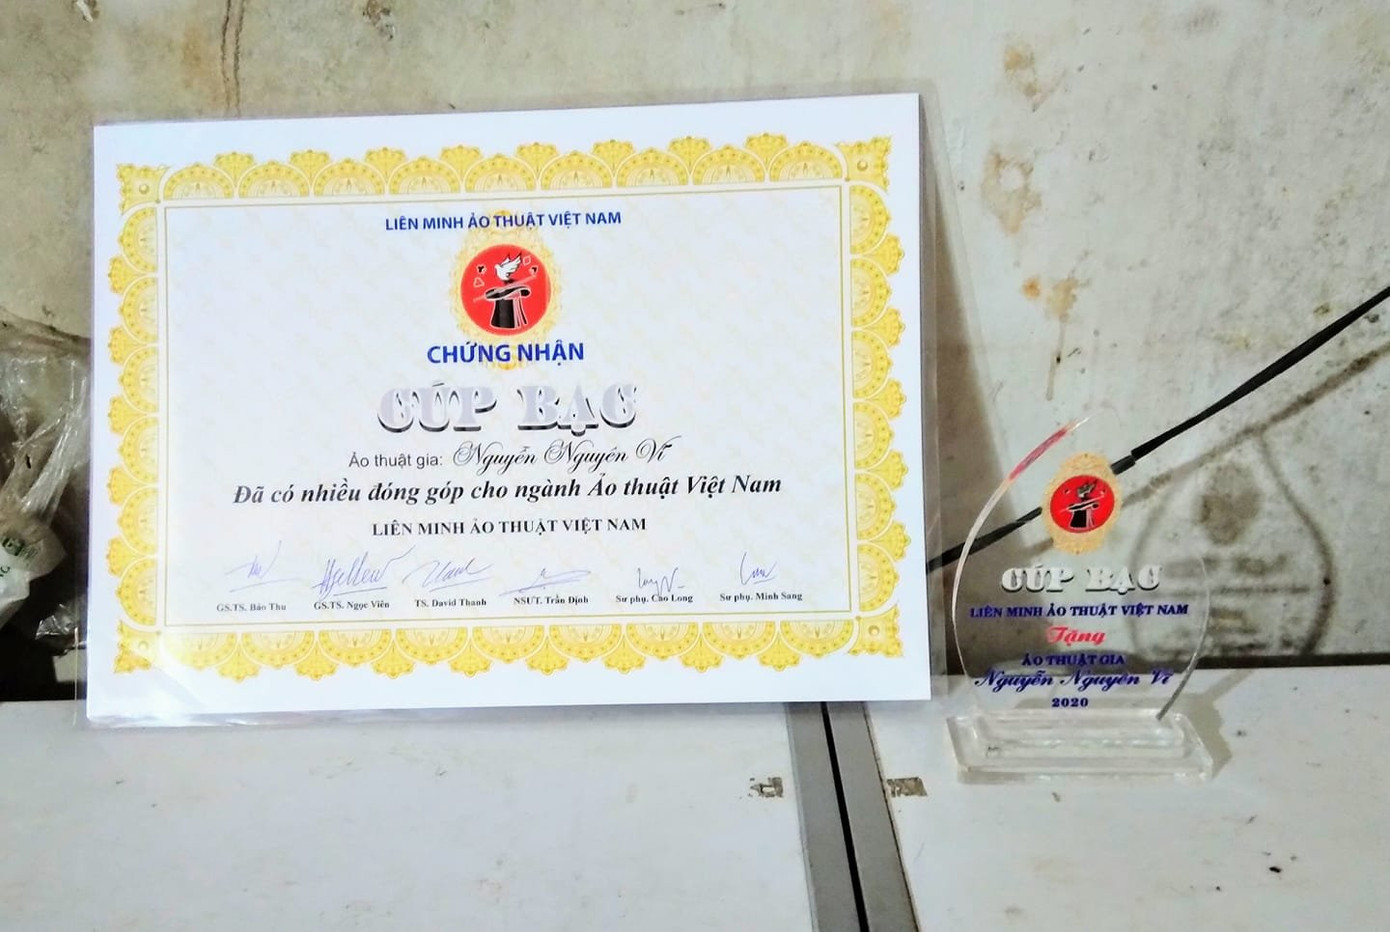 LIÊN MINH ẢO THUẬT VIỆT NAM
CHỨNG NHẬN
CÚP BẠC
Ảo thuật gia: Nguyễn Nguyên Vĩ
Đã có nhiều đóng góp cho ngành Ảo thuật Việt Nam
LIÊN MINH ẢO THUẬT VIỆT NAM
GS.TS. Bảo Thu GS.TS. Ngọc Viên TS. David Thanh NSƯT. Trần Định Sư phụ. Cao Long Sư phụ. Minh Sang
CÚP BẠC
LIÊN MINH ẢO THUẬT VIỆT NAM
Tặng
ẢO THUẬT GIA
Nguyễn Nguyên Vĩ
2020